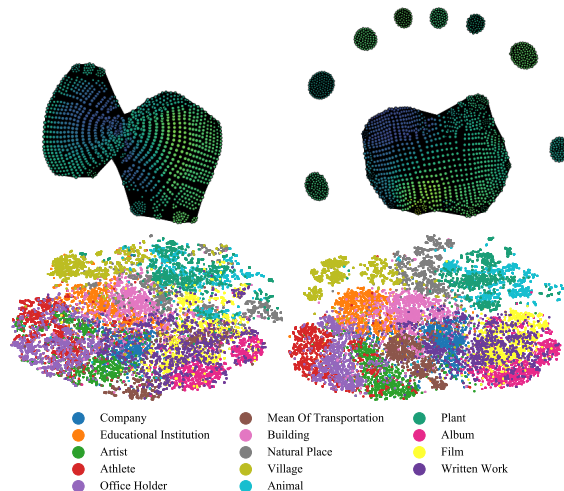 Company
Mean Of Transportation
Plant
Educational Institution
Building
Album
Artist
Natural Place
Film
Athlete
Village
Written Work
Office Holder
Animal